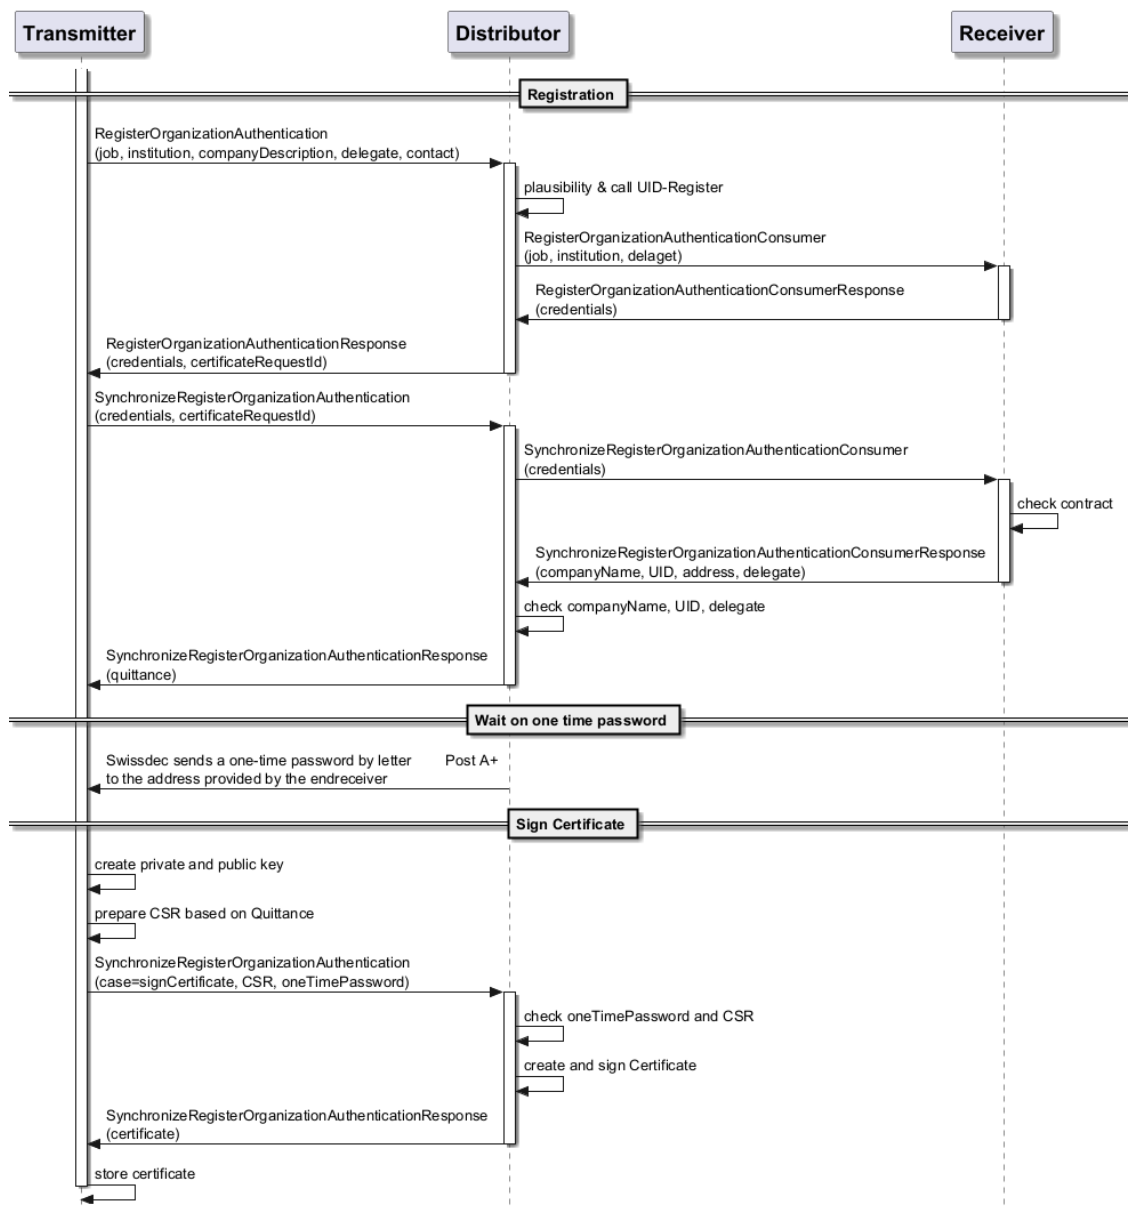 Transmitter
Distributor
Receiver
Registration
RegisterOrganizationAuthentication
(job, institution, companyDescription, delegate, contact)
plausibility & call UID-Register
RegisterOrganizationAuthenticationConsumer
(job, institution, delaget)
RegisterOrganizationAuthenticationConsumerResponse
(credentials)
RegisterOrganizationAuthenticationResponse
(credentials, certificateRequestId)
SynchronizeRegisterOrganizationAuthentication
(credentials, certificateRequestId)
SynchronizeRegisterOrganizationAuthenticationConsumer
(credentials)
check contract
SynchronizeRegisterOrganizationAuthenticationConsumerResponse
(companyName, UID, address, delegate)
check companyName, UID, delegate
SynchronizeRegisterOrganizationAuthenticationResponse
(quittance)
Wait on one time password
Swissdec sends a one-time password by letter Post A+
to the address provided by the endreceiver
Sign Certificate
create private and public key
prepare CSR based on Quittance
SynchronizeRegisterOrganizationAuthentication
(case=signCertificate, CSR, oneTimePassword)
check oneTimePassword and CSR
create and sign Certificate
SynchronizeRegisterOrganizationAuthenticationResponse
(certificate)
store certificate